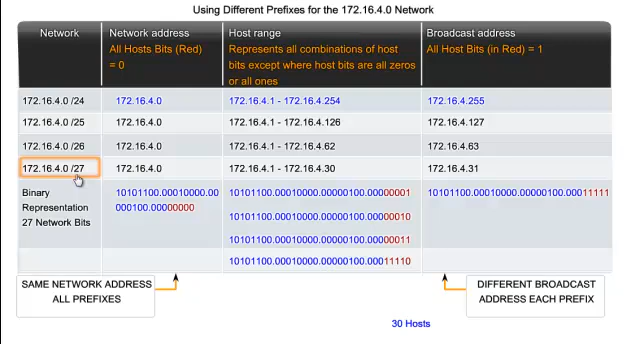 Using Different Prefixes for the 172.16.4.0 Network
Network
Network address
All Hosts Bits (Red)
= 0
Host range
Represents all combinations of host
bits except where host bits are all zeros
or all ones
Broadcast address
All Host Bits (in Red) = 1
172.16.4.0 /24 172.16.4.0 172.16.4.1 - 172.16.4.254 172.16.4.255
172.16.4.0 /25 172.16.4.0 172.16.4.1 - 172.16.4.126 172.16.4.127
172.16.4.0 /26 172.16.4.0 172.16.4.1 - 172.16.4.62 172.16.4.63
172.16.4.0 /27 172.16.4.0 172.16.4.1 - 172.16.4.30 172.16.4.31
Binary
Representation
27 Network Bits
10101100.00010000.00
000100.00000000
10101100.00010000.00000100.00000001
10101100.00010000.00000100.00000010
10101100.00010000.00000100.00000011
10101100.00010000.00000100.00011110
10101100.00010000.00000100.00011111
SAME NETWORK ADDRESS
ALL PREFIXES
DIFFERENT BROADCAST
ADDRESS EACH PREFIX
30 Hosts